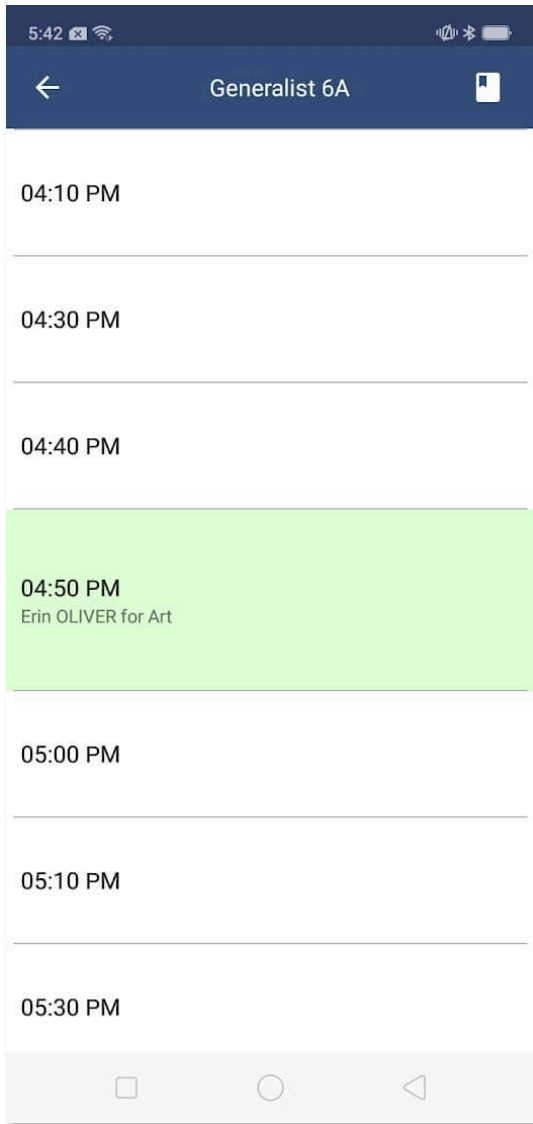 5:42
Generalist 6A
04:10 PM
04:30 PM
04:40 PM
04:50 PM
Erin OLIVER for Art
05:00 PM
05:10 PM
05:30 PM